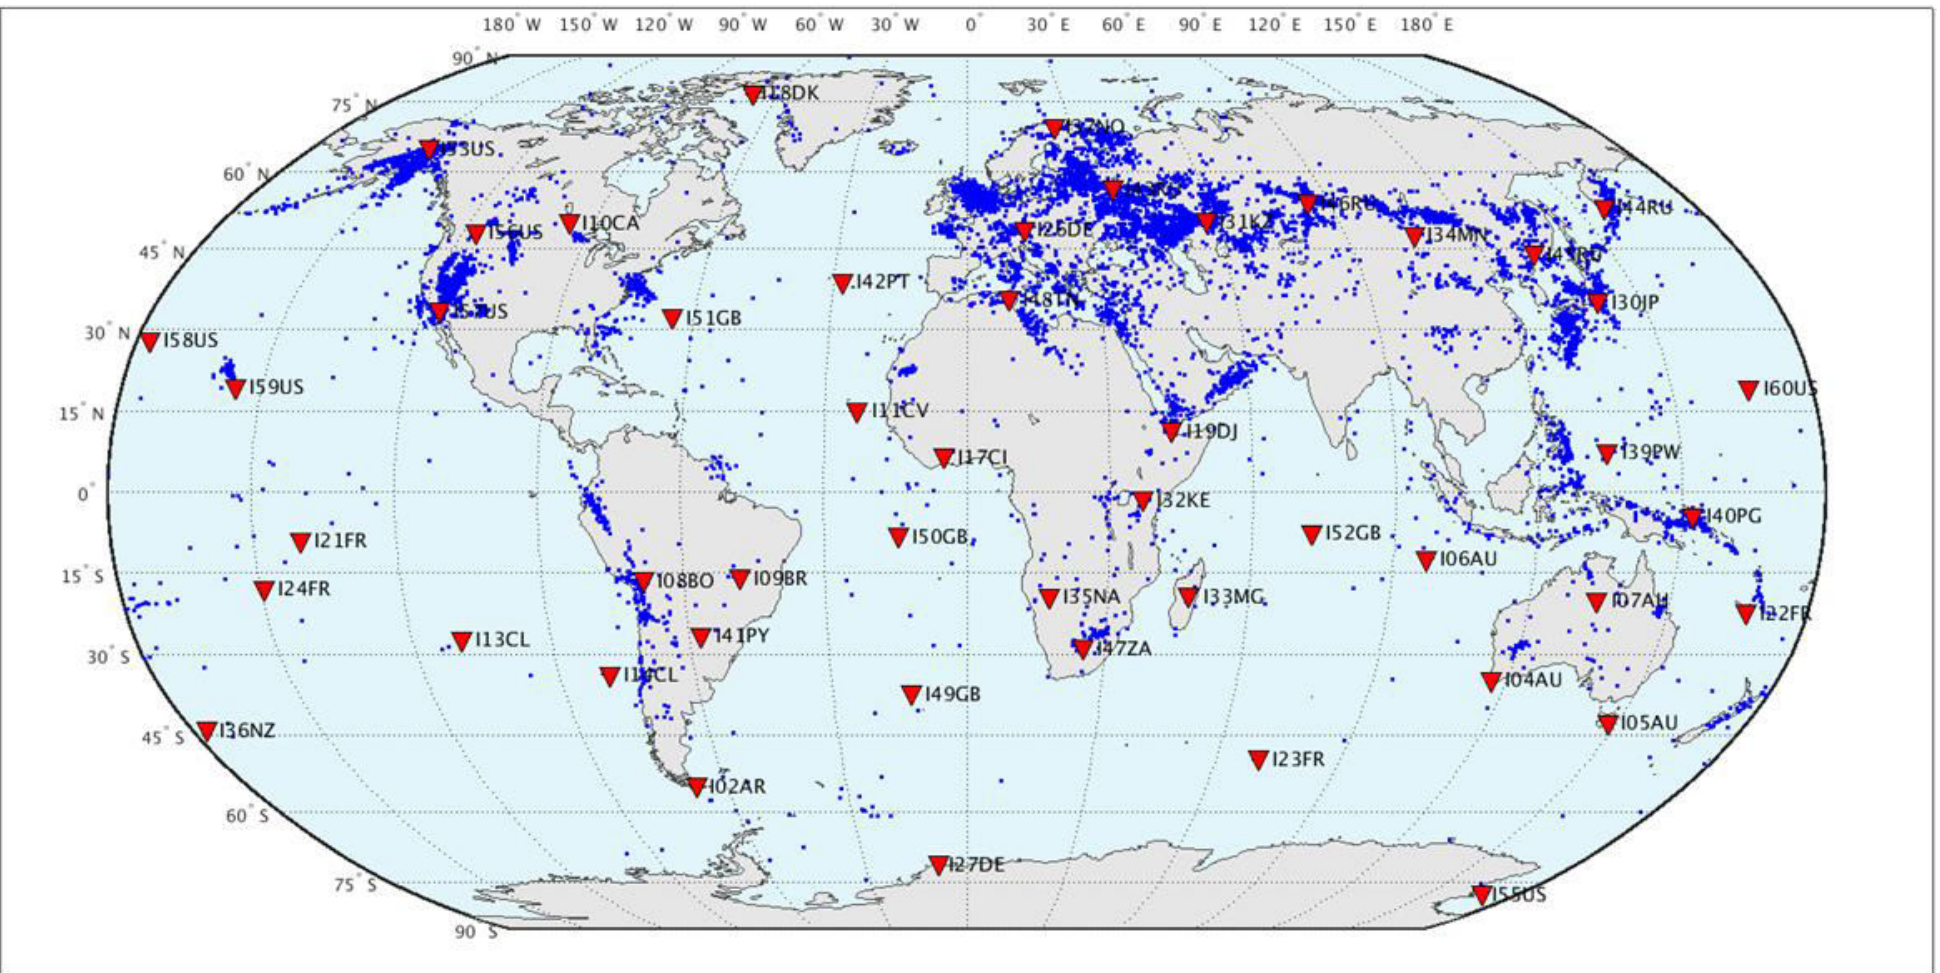 180° W 150° W 120° W 90° W 60° W 30° W 0° 30° E 60° E 90° E 120° E 150° E 180° E
90° N
I18DK
75° N
I37NO
I53US
60° N
I43RU
I46RU
I44RU
I56US
I10CA
I26DE
I31KZ
I34MN
45° N
I45RU
I42PT
I48TN
I30JP
I57US
I51GB
30° N
I58US
I59US
I60US
15° N
I11CV
I19DJ
I17CI
I39PW
0°
I32KE
I40PG
I21FR
I50GB
I52GB
I06AU
15° S
I08BO
I09BR
I24FR
I35NA
I33MG
I07AU
I22FR
I13CL
I41PY
I47ZA
30° S
I14CL
I04AU
I49GB
I36NZ
I05AU
45° S
I23FR
I02AR
60° S
I27DE
75° S
I55US
90° S